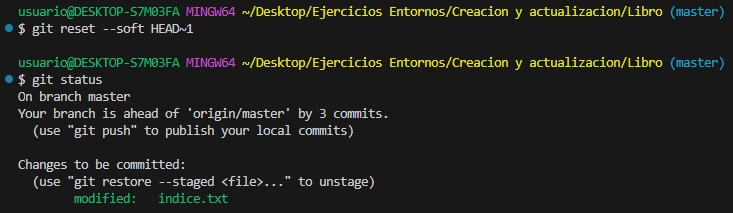 usuario@DESKTOP-S7M03FA MINGW64 ~/Desktop/Ejercicios Entornos/Creacion y actualizacion/Libro (master)
$ git reset --soft HEAD~1
usuario@DESKTOP-S7M03FA MINGW64 ~/Desktop/Ejercicios Entornos/Creacion y actualizacion/Libro (master)
$ git status
On branch master
Your branch is ahead of 'origin/master' by 3 commits.
  (use "git push" to publish your local commits)
Changes to be committed:
  (use "git restore --staged <file>..." to unstage)
        modified:   indice.txt